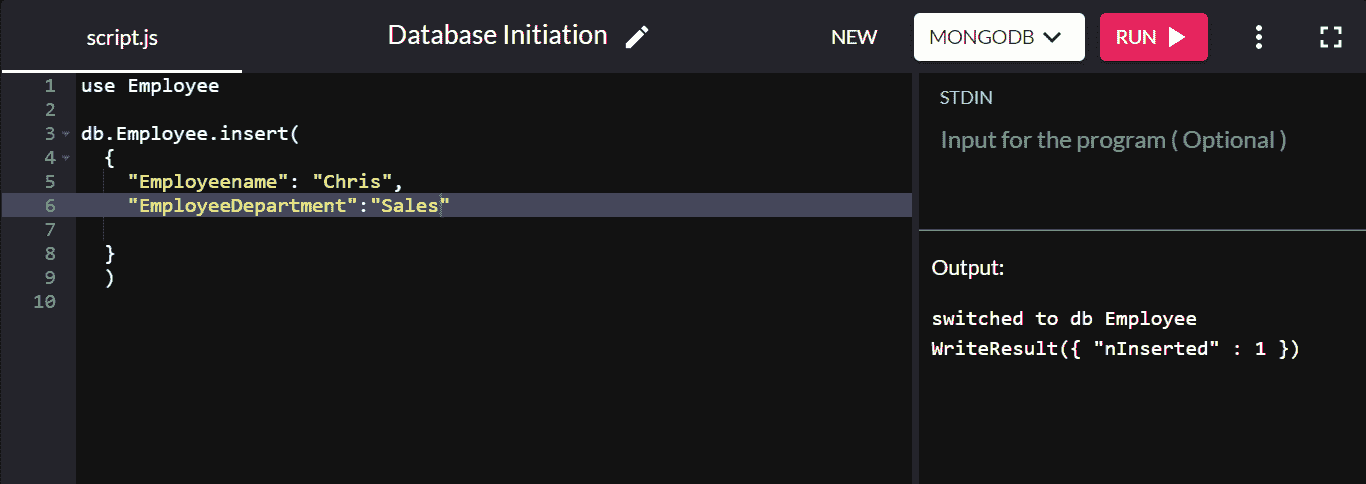 script.js
Database Initiation
NEW
MONGODB
RUN
1 use Employee
2
3 db.Employee.insert(
4 {
5 "Employeename": "Chris",
6 "EmployeeDepartment":"Sales"
7
8 }
9 )
10
STDIN
Input for the program ( Optional )
Output:
switched to db Employee
WriteResult({ "nInserted" : 1 })